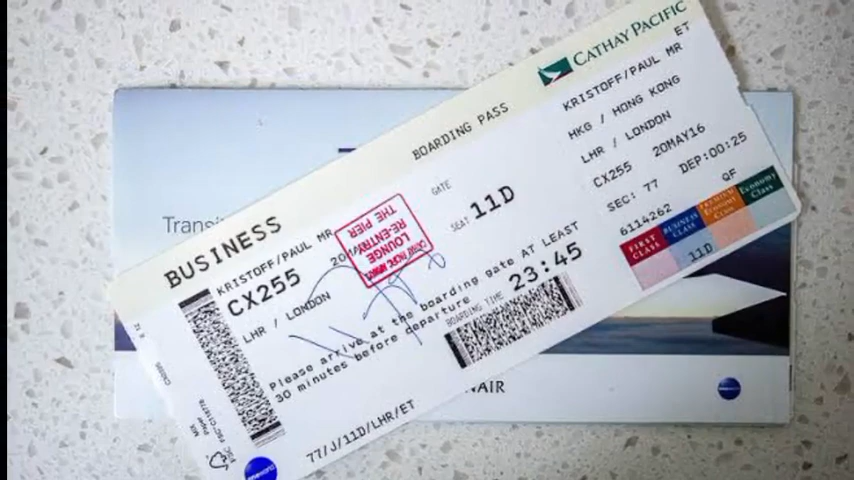 CATHAY PACIFIC
BOARDING PASS
BUSINESS
KRISTOFF/PAUL MR
CX255
LHR / LONDON
GATE
SEAT 11D
THE PIER
RE-ENTRY
LOUNGE
Please arrive at the boarding gate AT LEAST
30 minutes before departure
BOARDING TIME 23:45
77/J/11D/LHR/ET
ET
KRISTOFF/PAUL MR
HKG / HONG KONG
LHR / LONDON
CX255 20MAY16
SEC: 77 DEP:00:25
QF
6114262
FIRST CLASS
BUSINESS CLASS
PREMIUM Economy Class
Economy Class
11D